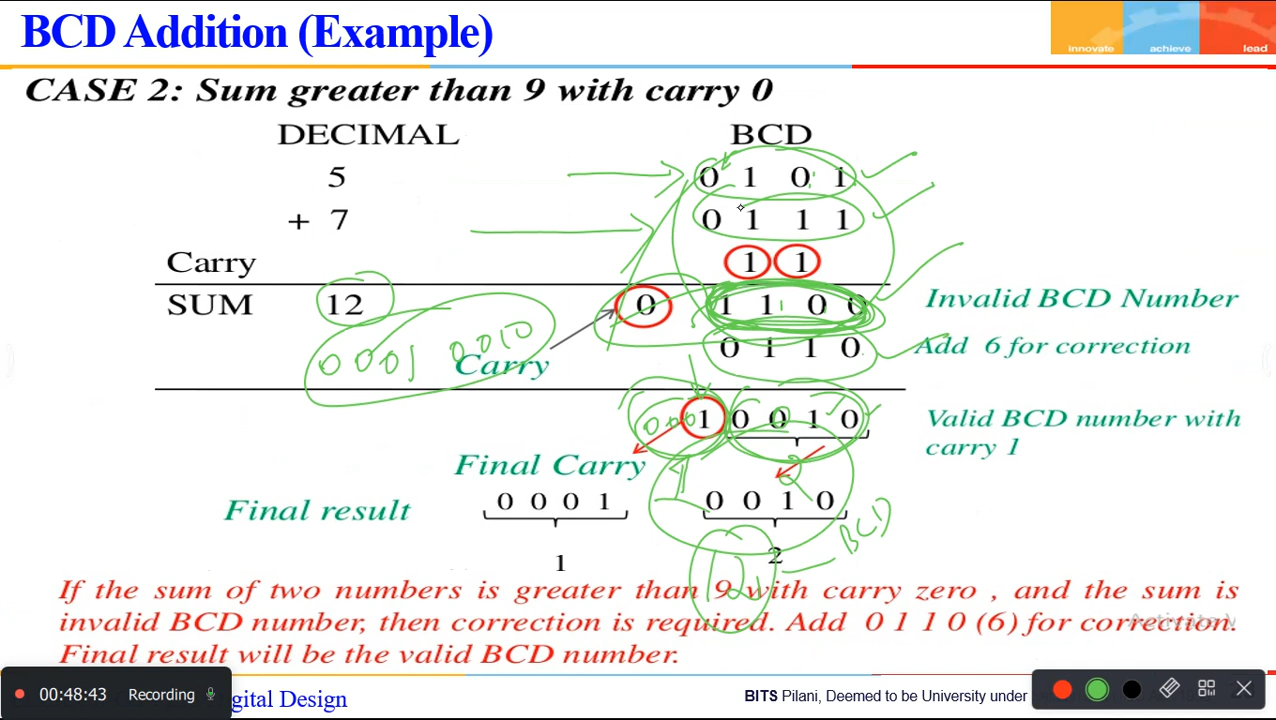 BCD Addition (Example)
innovate achieve lead
CASE 2: Sum greater than 9 with carry 0
DECIMAL BCD
5 0 1 0 1
+ 7 0 1 1 1
Carry 1 1
SUM 12 0 1 1 0 0 Invalid BCD Number
0001 0010
Carry 0 1 1 0 Add 6 for correction
000 1 0 0 1 0 Valid BCD number with
carry 1
Final Carry
Final result 0 0 0 1 0 0 1 0
BCD
1 2
12
If the sum of two numbers is greater than 9 with carry zero , and the sum is
invalid BCD number, then correction is required. Add 0 1 1 0 (6) for correction.
Final result will be the valid BCD number.
00:48:43 Recording
gital Design
BITS Pilani, Deemed to be University under